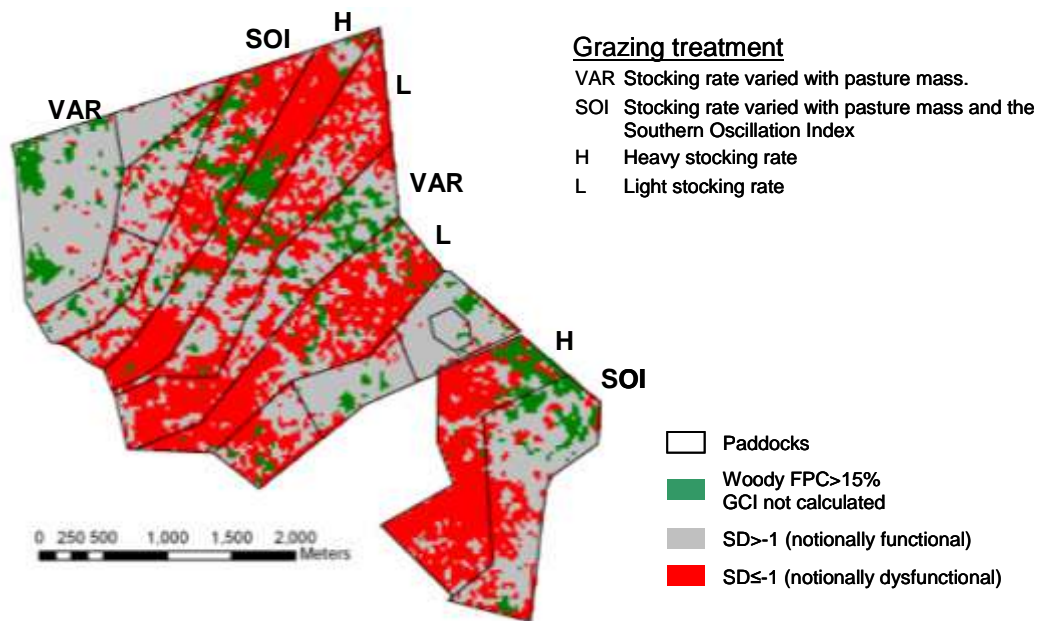 H
SOI
L
VAR
VAR
L
H
SOI
Grazing treatment
VAR Stocking rate varied with pasture mass.
SOI Stocking rate varied with pasture mass and the
Southern Oscillation Index
H Heavy stocking rate
L Light stocking rate
Paddocks
Woody FPC>15%
GCI not calculated
SD>-1 (notionally functional)
SD≤-1 (notionally dysfunctional)
0 250 500 1,000 1,500 2,000
Meters